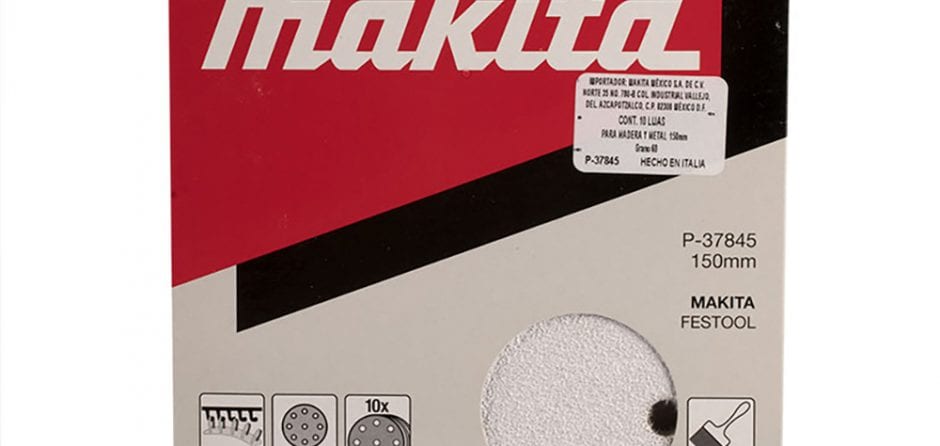 makita
IMPORTADOR: MAKITA MÉXICO S.A. DE C.V.
NORTE 35 NO. 780-B COL. INDUSTRIAL VALLEJO,
DEL. AZCAPOTZALCO, C.P. 02300 MÉXICO D.F.
CONT. 10 LIJAS
PARA MADERA Y METAL 150mm
Grano 60
P-37845 HECHO EN ITALIA
P-37845
150mm
MAKITA
FESTOOL
10x